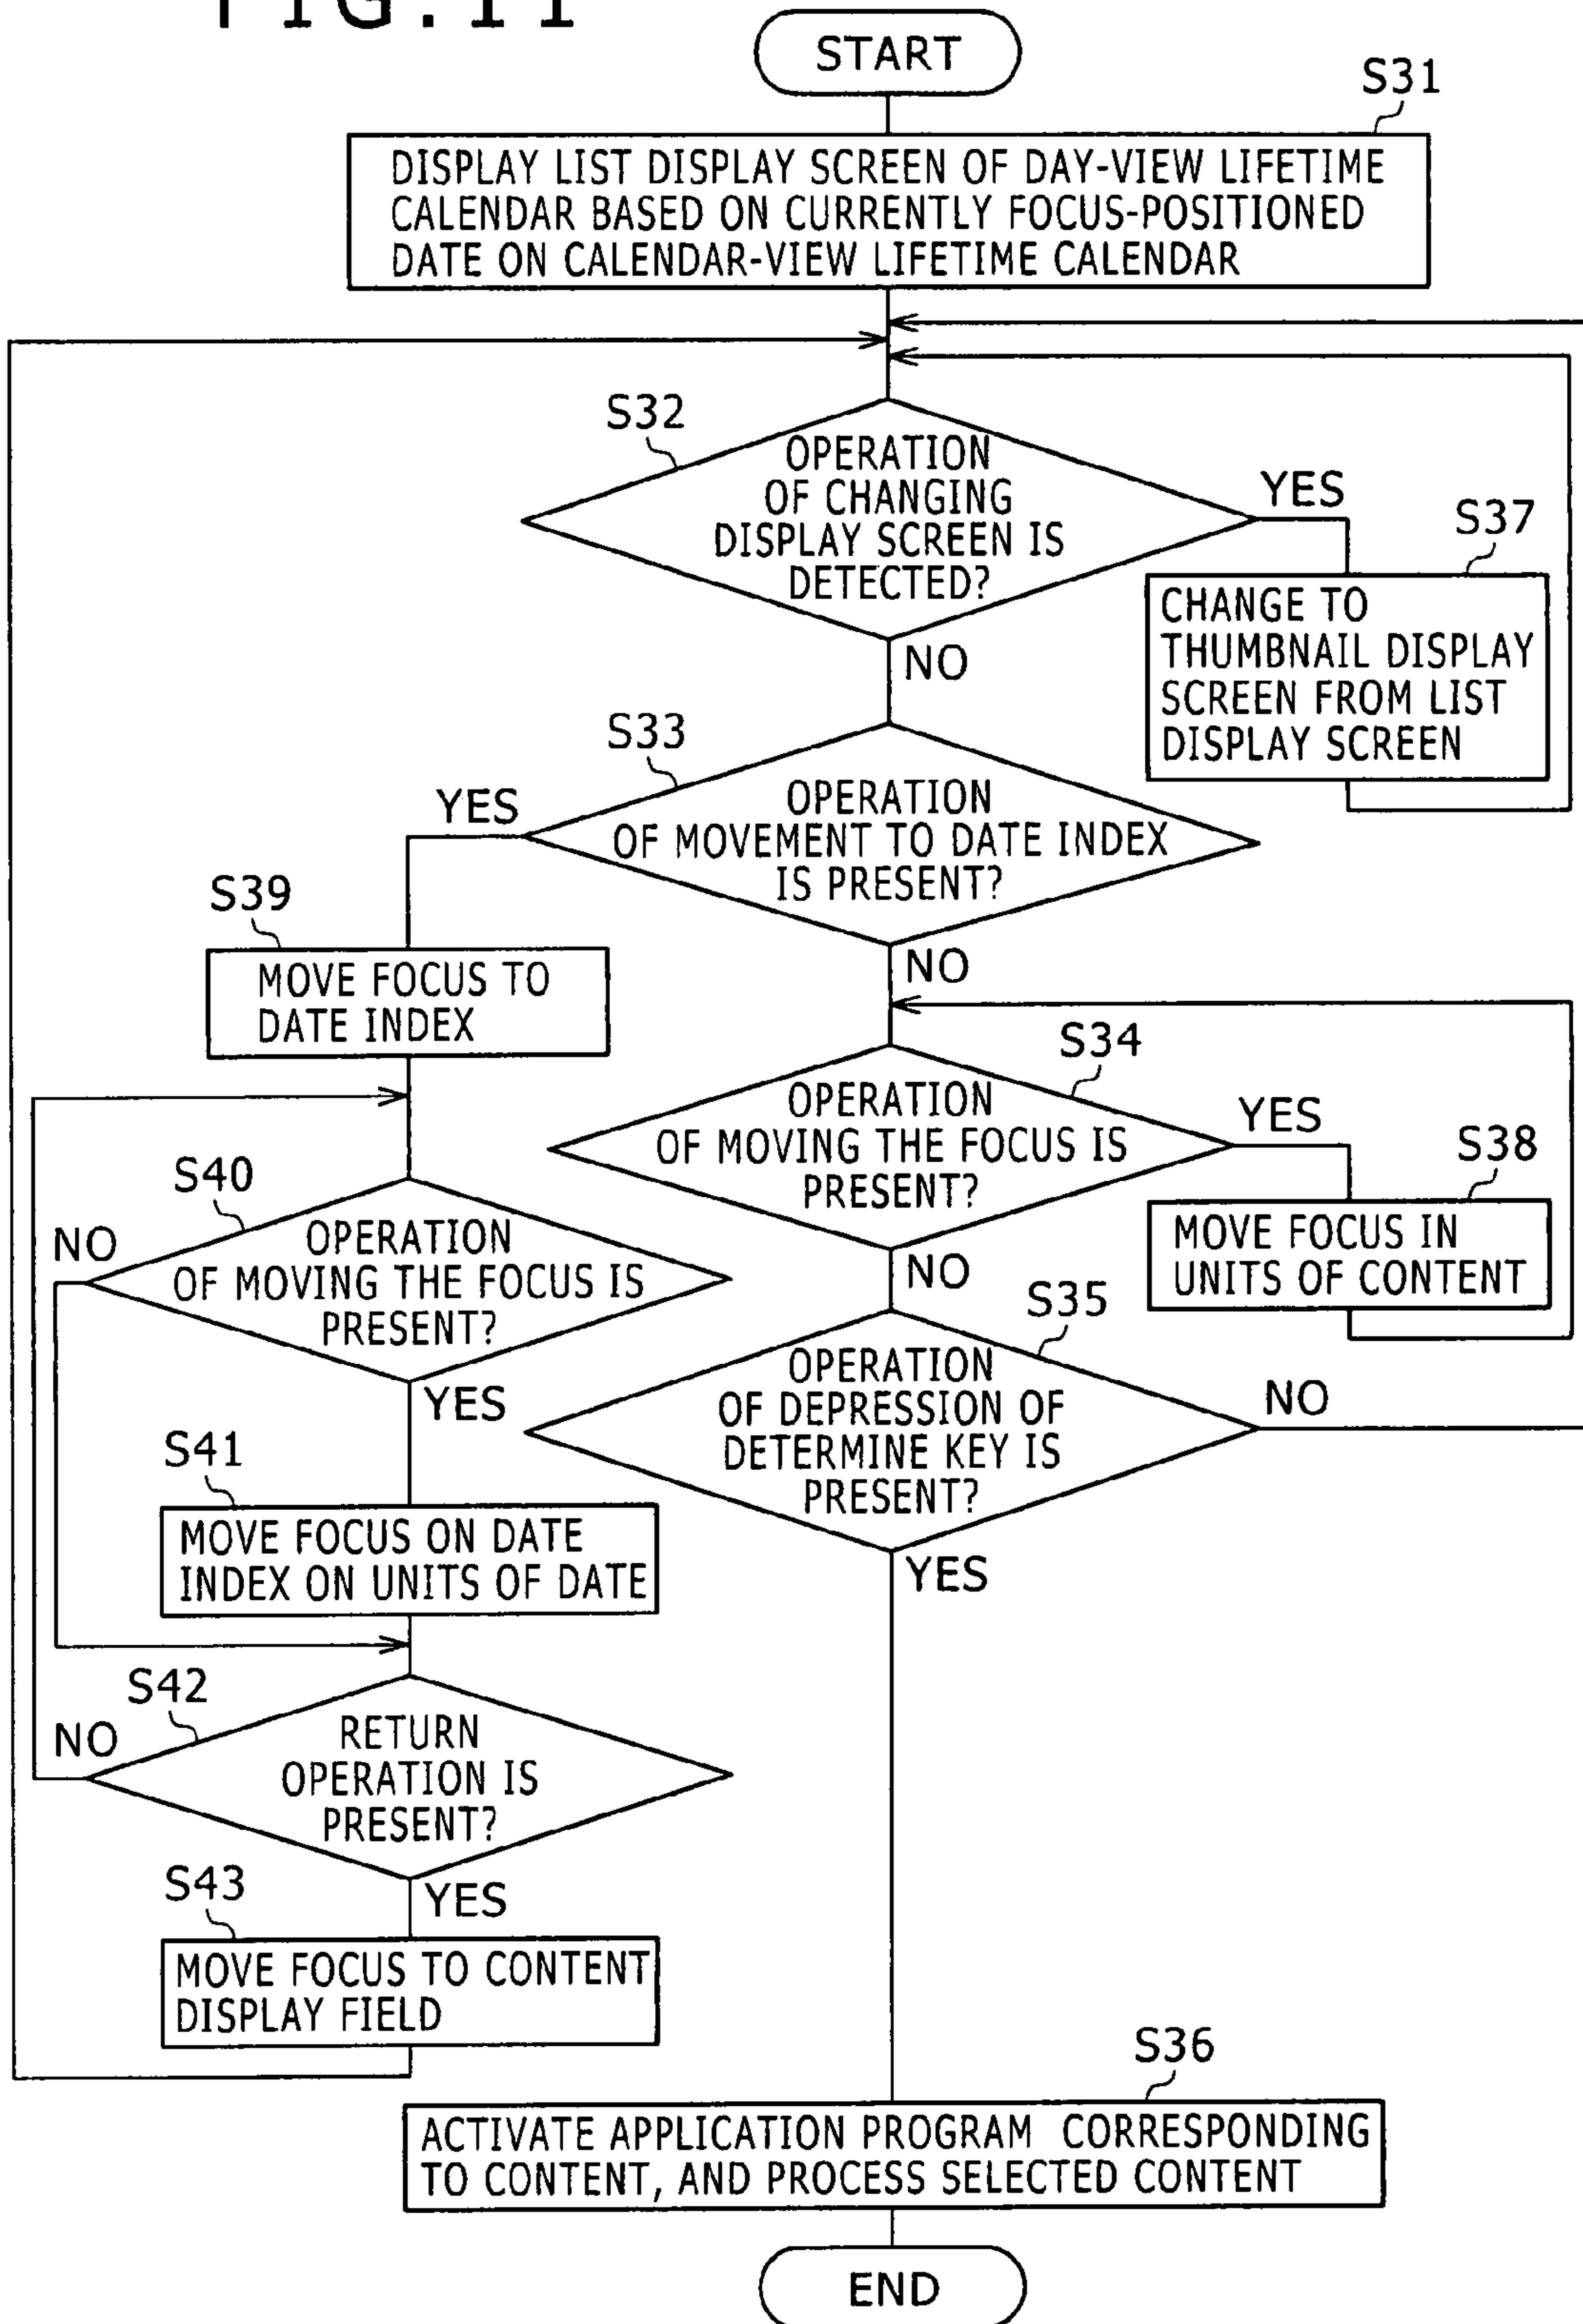 FIG.11
START
S31
DISPLAY LIST DISPLAY SCREEN OF DAY-VIEW LIFETIME
CALENDAR BASED ON CURRENTLY FOCUS-POSITIONED
DATE ON CALENDAR-VIEW LIFETIME CALENDAR
S32
OPERATION
OF CHANGING
DISPLAY SCREEN IS
DETECTED?
YES
NO
S37
CHANGE TO
THUMBNAIL DISPLAY
SCREEN FROM LIST
DISPLAY SCREEN
S33
OPERATION
OF MOVEMENT TO DATE INDEX
IS PRESENT?
YES
NO
S39
MOVE FOCUS TO
DATE INDEX
S34
OPERATION
OF MOVING THE FOCUS IS
PRESENT?
YES
NO
S38
MOVE FOCUS IN
UNITS OF CONTENT
S40
OPERATION
OF MOVING THE FOCUS IS
PRESENT?
NO
YES
S35
OPERATION
OF DEPRESSION OF
DETERMINE KEY IS
PRESENT?
NO
YES
S41
MOVE FOCUS ON DATE
INDEX ON UNITS OF DATE
S42
RETURN
OPERATION IS
PRESENT?
NO
YES
S43
MOVE FOCUS TO CONTENT
DISPLAY FIELD
S36
ACTIVATE APPLICATION PROGRAM CORRESPONDING
TO CONTENT, AND PROCESS SELECTED CONTENT
END